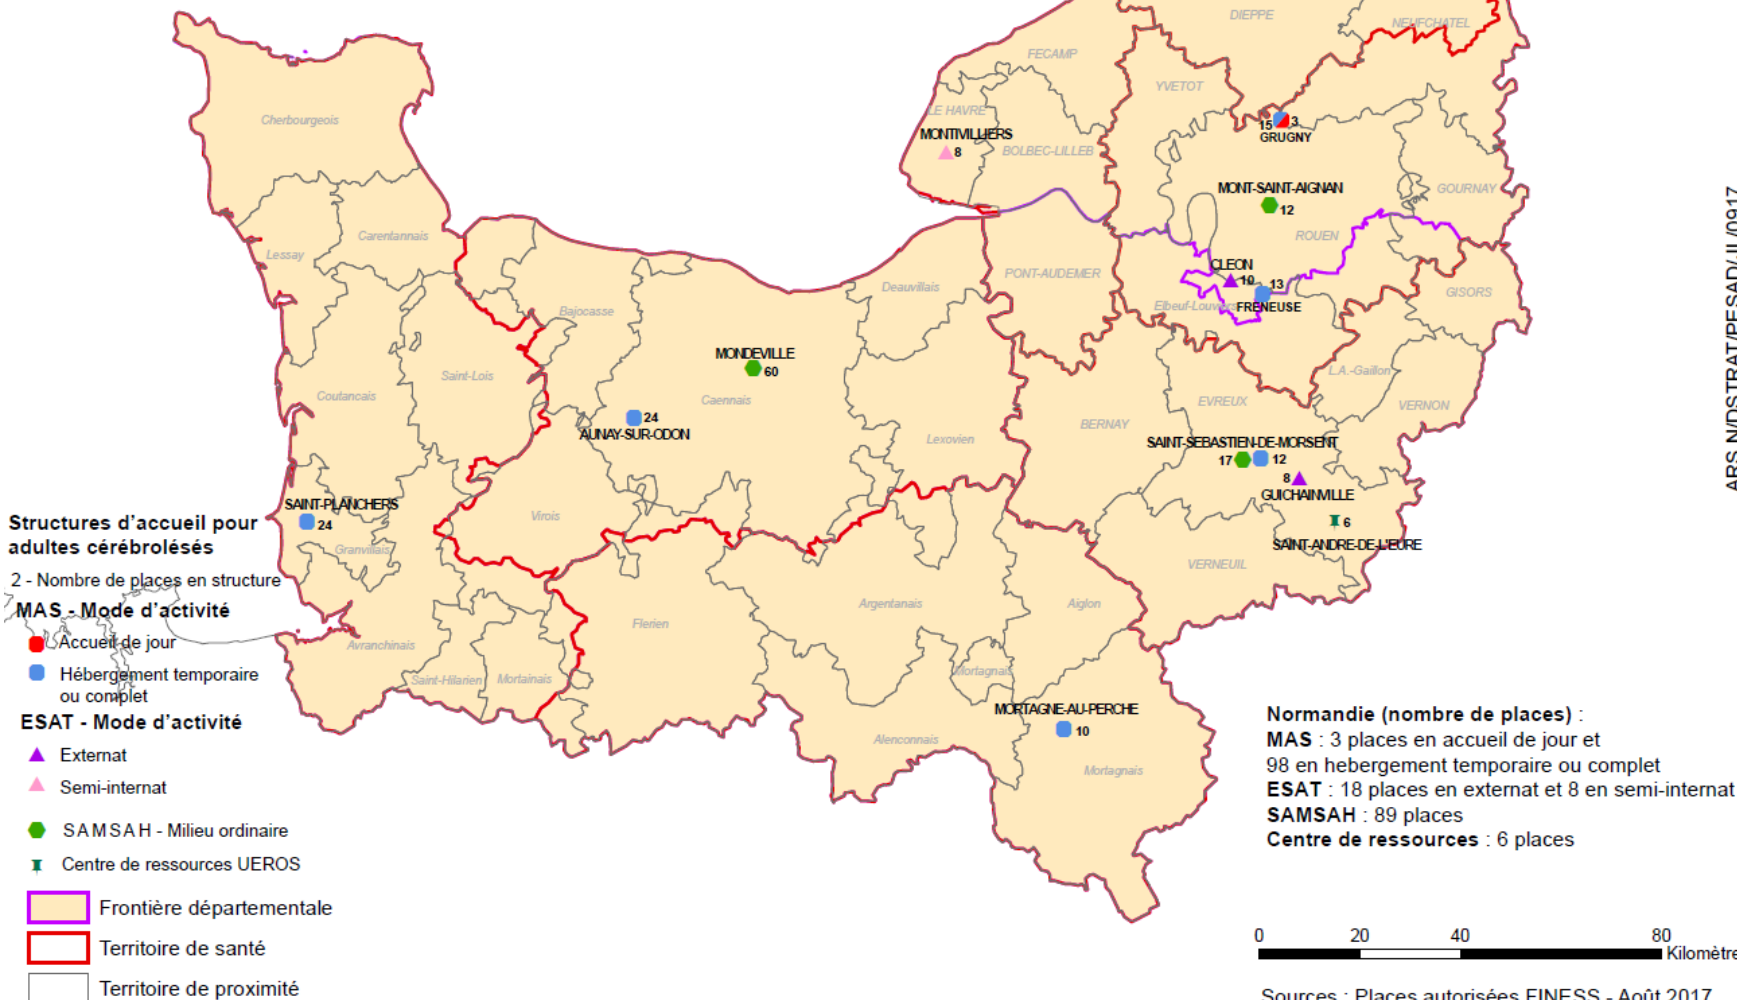 DIEPPE
NEUFCHATEL
FECAMP
YVETOT
LE HAVRE
MONTIVILLIERS
8
BOLBEC-LILLEB
15
3
GRUGNY
Cherbourgeois
MONT-SAINT-AIGNAN
12
GOURNAY
ROUEN
Carentannais
Lessay
CLEON
10
13
FRENEUSE
Elbeuf-Louviers
PONT-AUDEMER
GISORS
Deauvillais
Bajocasse
MONDEVILLE
60
Saint-Lois
Coutancais
Caennais
L.A.-Gaillon
EVREUX
VERNON
BERNAY
24
AUNAY-SUR-ODON
Lexovien
SAINT-SEBASTIEN-DE-MORSENT
17
12
8
GUICHAINVILLE
6
SAINT-ANDRE-DE-L'EURE
SAINT-PLANCHERS
24
Granvillais
Virois
VERNEUIL
Argentanais
Aiglon
Flerien
Avranchinais
Saint-Hilarien
Mortainais
Mortagnais
MORTAGNE-AU-PERCHE
10
Alenconnais
Mortagnais
Structures d'accueil pour
adultes cérébrolésés
2 - Nombre de places en structure
MAS - Mode d'activité
Accueil de jour
Hébergement temporaire
ou complet
ESAT - Mode d'activité
Externat
Semi-internat
SAMSAH - Milieu ordinaire
Centre de ressources UEROS
Frontière départementale
Territoire de santé
Territoire de proximité
Normandie (nombre de places) :
MAS : 3 places en accueil de jour et
98 en hebergement temporaire ou complet
ESAT : 18 places en externat et 8 en semi-internat
SAMSAH : 89 places
Centre de ressources : 6 places
0 20 40 80
Kilomètre
Sources : Places autorisées FINESS - Août 2017